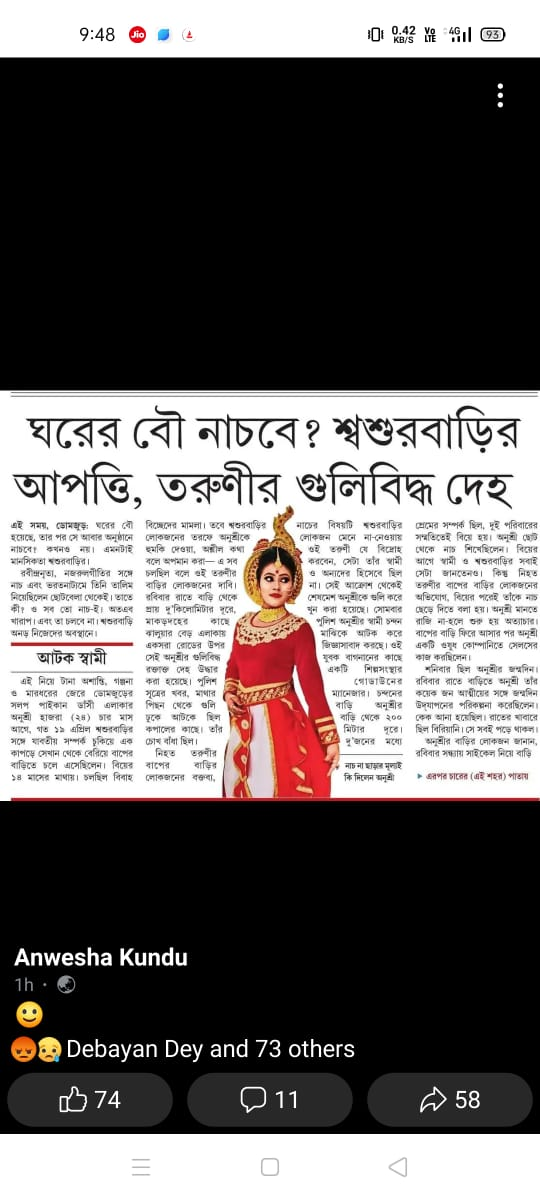 9:48
0.42
KB/S
Vo
LTE
4G
93
ঘরের বৌ নাচবে? শ্বশুরবাড়ির
আপত্তি, তরুণীর গুলিবিদ্ধ দেহ
এই সময়, ডোমজুড়: ঘরের বৌ
হয়েছে, তার পর সে আবার অনুষ্ঠানে
নাচবে? কখনও নয়। এমনটাই
মানসিকতা শ্বশুরবাড়ির।
রবীন্দ্রনৃত্য, নজরুলগীতির সঙ্গে
নাচ এবং ভরতনাট্যমে তিনি তালিম
নিয়েছিলেন ছোটবেলা থেকেই। তাতে
কী? ও সব তো নাচ-ই। অতএব
খারাপ। এবং তা চলবে না। শ্বশুরবাড়ি
অনড় নিজেদের অবস্থানে।
আটক স্বামী
এই নিয়ে টানা অশান্তি, গঞ্জনা
ও মারধরের জেরে ডোমজুড়ের
সলপ পাইকান ডাঁসী এলাকার
অনুশ্রী হাজরা (২৪) চার মাস
আগে, গত ১৯ এপ্রিল শ্বশুরবাড়ির
সঙ্গে যাবতীয় সম্পর্ক চুকিয়ে এক
কাপড়ে সেখান থেকে বেরিয়ে বাপের
বাড়িতে চলে এসেছিলেন। বিয়ের
১৪ মাসের মাথায়। চলছিল বিবাহ
বিচ্ছেদের মামলা। তবে শ্বশুরবাড়ির
লোকজনের তরফে অনুশ্রীকে
হুমকি দেওয়া, অশ্লীল কথা
বলে অপমান করা— এ সব
চলছিল বলে ওই তরুণীর
বাড়ির লোকজনের দাবি।
রবিবার রাতে বাড়ি থেকে
প্রায় দু'কিলোমিটার দূরে,
মাকড়দহের কাছে
ঝালুয়ার বেড় এলাকায়
একসরা রোডের উপর
সেই অনুশ্রীর গুলিবিদ্ধ
রক্তাক্ত দেহ উদ্ধার
করা হয়েছে। পুলিশ
সূত্রের খবর, মাথার
পিছন থেকে গুলি
ঢুকে আটকে ছিল
কপালের কাছে। তাঁর
চোখ বাঁধা ছিল।
নিহত তরুণীর
বাপের বাড়ির
লোকজনের বক্তব্য,
নাচের বিষয়টি শ্বশুরবাড়ির
লোকজন মেনে না-নেওয়ায়
ওই তরুণী যে বিদ্রোহ
করবেন, সেটা তাঁর স্বামী
ও অন্যদের হিসেবে ছিল
না। সেই আক্রোশ থেকেই
শেষমেশ অনুশ্রীকে গুলি করে
খুন করা হয়েছে। সোমবার
পুলিশ অনুশ্রীর স্বামী চন্দন
মাঝিকে আটক করে
জিজ্ঞাসাবাদ করছে। ওই
যুবক বাগনানের কাছে
একটি শিল্পসংস্থার
গোডাউনের
ম্যানেজার। চন্দনের
বাড়ি অনুশ্রীর
বাড়ি থেকে ২০০
মিটার দূরে।
দু'জনের মধ্যে
নাচ না ছাড়ার মূল্যই
কি দিলেন অনুশ্রী
প্রেমের সম্পর্ক ছিল, দুই পরিবারের
সম্মতিতেই বিয়ে হয়। অনুশ্রী ছোট
থেকে নাচ শিখেছিলেন। বিয়ের
আগে স্বামী ও শ্বশুরবাড়ির সবাই
সেটা জানতেনও। কিন্তু নিহত
তরুণীর বাপের বাড়ির লোকজনের
অভিযোগ, বিয়ের পরেই তাঁকে নাচ
ছেড়ে দিতে বলা হয়। অনুশ্রী মানতে
রাজি না-হলে শুরু হয় অত্যাচার।
বাপের বাড়ি ফিরে আসার পর অনুশ্রী
একটি ওষুধ কোম্পানিতে সেলসের
কাজ করছিলেন।
শনিবার ছিল অনুশ্রীর জন্মদিন।
রবিবার রাতে বাড়িতে অনুশ্রী তাঁর
কয়েক জন আত্মীয়ের সঙ্গে জন্মদিন
উদ্‌যাপনের পরিকল্পনা করেছিলেন।
কেক আনা হয়েছিল। রাতের খাবারে
ছিল বিরিয়ানি। সে সবই পড়ে থাকল।
অনুশ্রীর বাড়ির লোকজন জানান,
রবিবার সন্ধ্যায় সাইকেল নিয়ে বাড়ি
▶ এরপর চারের (এই শহর) পাতায়
Anwesha Kundu
1h
Debayan Dey and 73 others
74
11
58